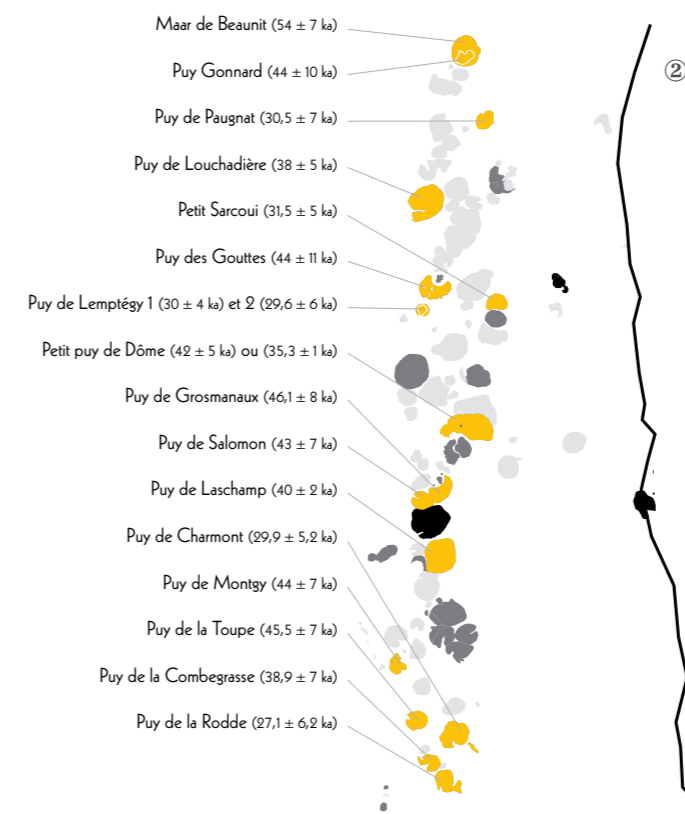 Maar de Beaunit (54 ± 7 ka)
②
Puy Gonnard (44 ± 10 ka)
Puy de Paugnat (30,5 ± 7 ka)
Puy de Louchadière (38 ± 5 ka)
Petit Sarcoui (31,5 ± 5 ka)
Puy des Gouttes (44 ± 11 ka)
Puy de Lemptégy 1 (30 ± 4 ka) et 2 (29,6 ± 6 ka)
Petit puy de Dôme (42 ± 5 ka) ou (35,3 ± 1 ka)
Puy de Grosmanaux (46,1 ± 8 ka)
Puy de Salomon (43 ± 7 ka)
Puy de Laschamp (40 ± 2 ka)
Puy de Charmont (29,9 ± 5,2 ka)
Puy de Montgy (44 ± 7 ka)
Puy de la Toupe (45,5 ± 7 ka)
Puy de la Combegrasse (38,9 ± 7 ka)
Puy de la Rodde (27,1 ± 6,2 ka)